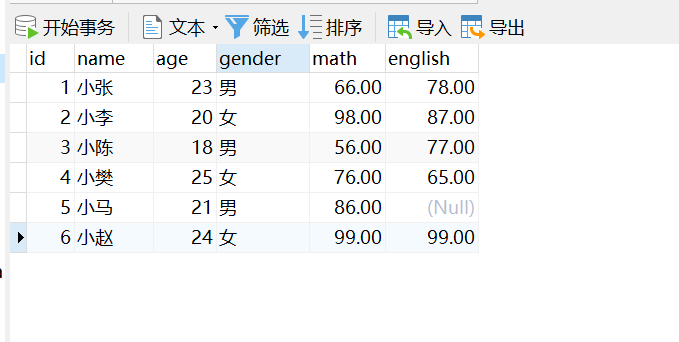 开始事务 文本 筛选 排序 导入 导出
id name age gender math english
1 小张 23 男 66.00 78.00
2 小李 20 女 98.00 87.00
3 小陈 18 男 56.00 77.00
4 小樊 25 女 76.00 65.00
5 小马 21 男 86.00 (Null)
6 小赵 24 女 99.00 99.00